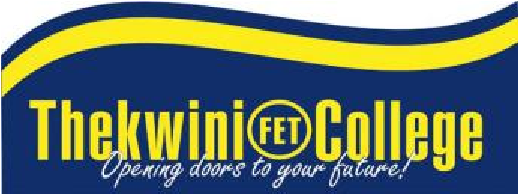 Thekwini FET College
Opening doors to your future!